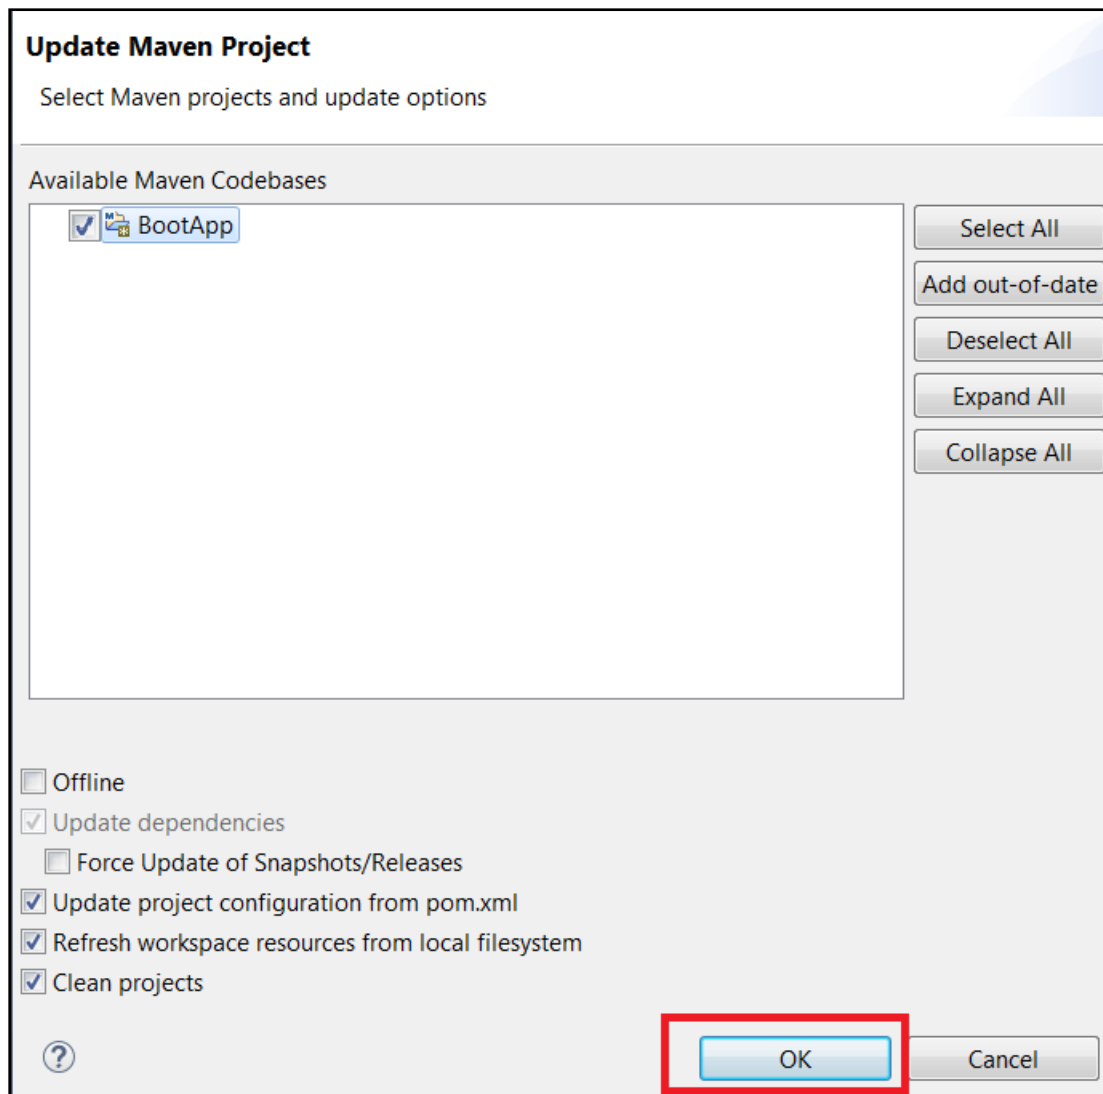 Update Maven Project
Select Maven projects and update options
Available Maven Codebases
BootApp
Select All
Add out-of-date
Deselect All
Expand All
Collapse All
Offline
Update dependencies
Force Update of Snapshots/Releases
Update project configuration from pom.xml
Refresh workspace resources from local filesystem
Clean projects
?
OK
Cancel